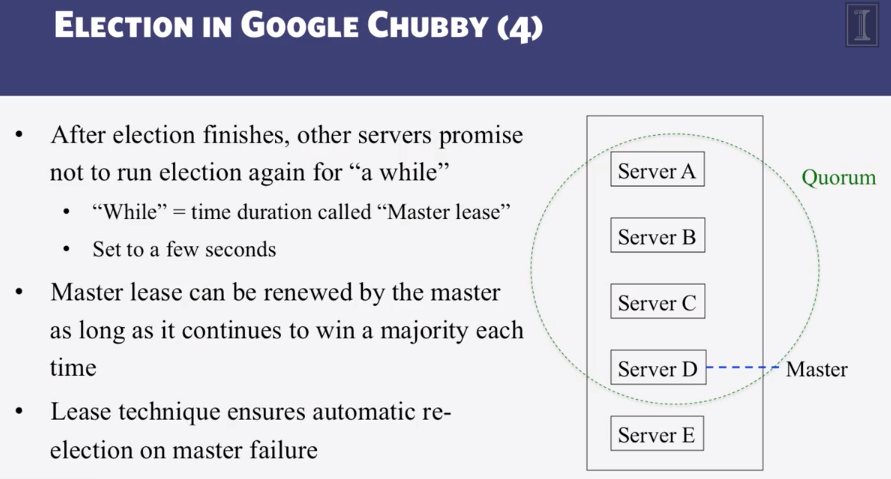 ELECTION IN GOOGLE CHUBBY (4)
I
• After election finishes, other servers promise
not to run election again for “a while”
• “While” = time duration called “Master lease”
• Set to a few seconds
• Master lease can be renewed by the master
as long as it continues to win a majority each
time
• Lease technique ensures automatic re-
election on master failure
Server A
Quorum
Server B
Server C
Server D
Master
Server E